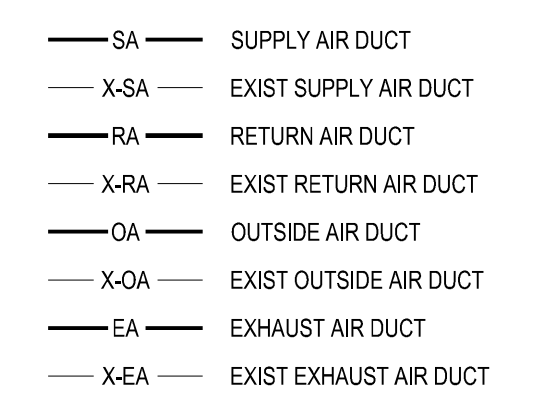 SA SUPPLY AIR DUCT
X-SA EXIST SUPPLY AIR DUCT
RA RETURN AIR DUCT
X-RA EXIST RETURN AIR DUCT
OA OUTSIDE AIR DUCT
X-OA EXIST OUTSIDE AIR DUCT
EA EXHAUST AIR DUCT
X-EA EXIST EXHAUST AIR DUCT